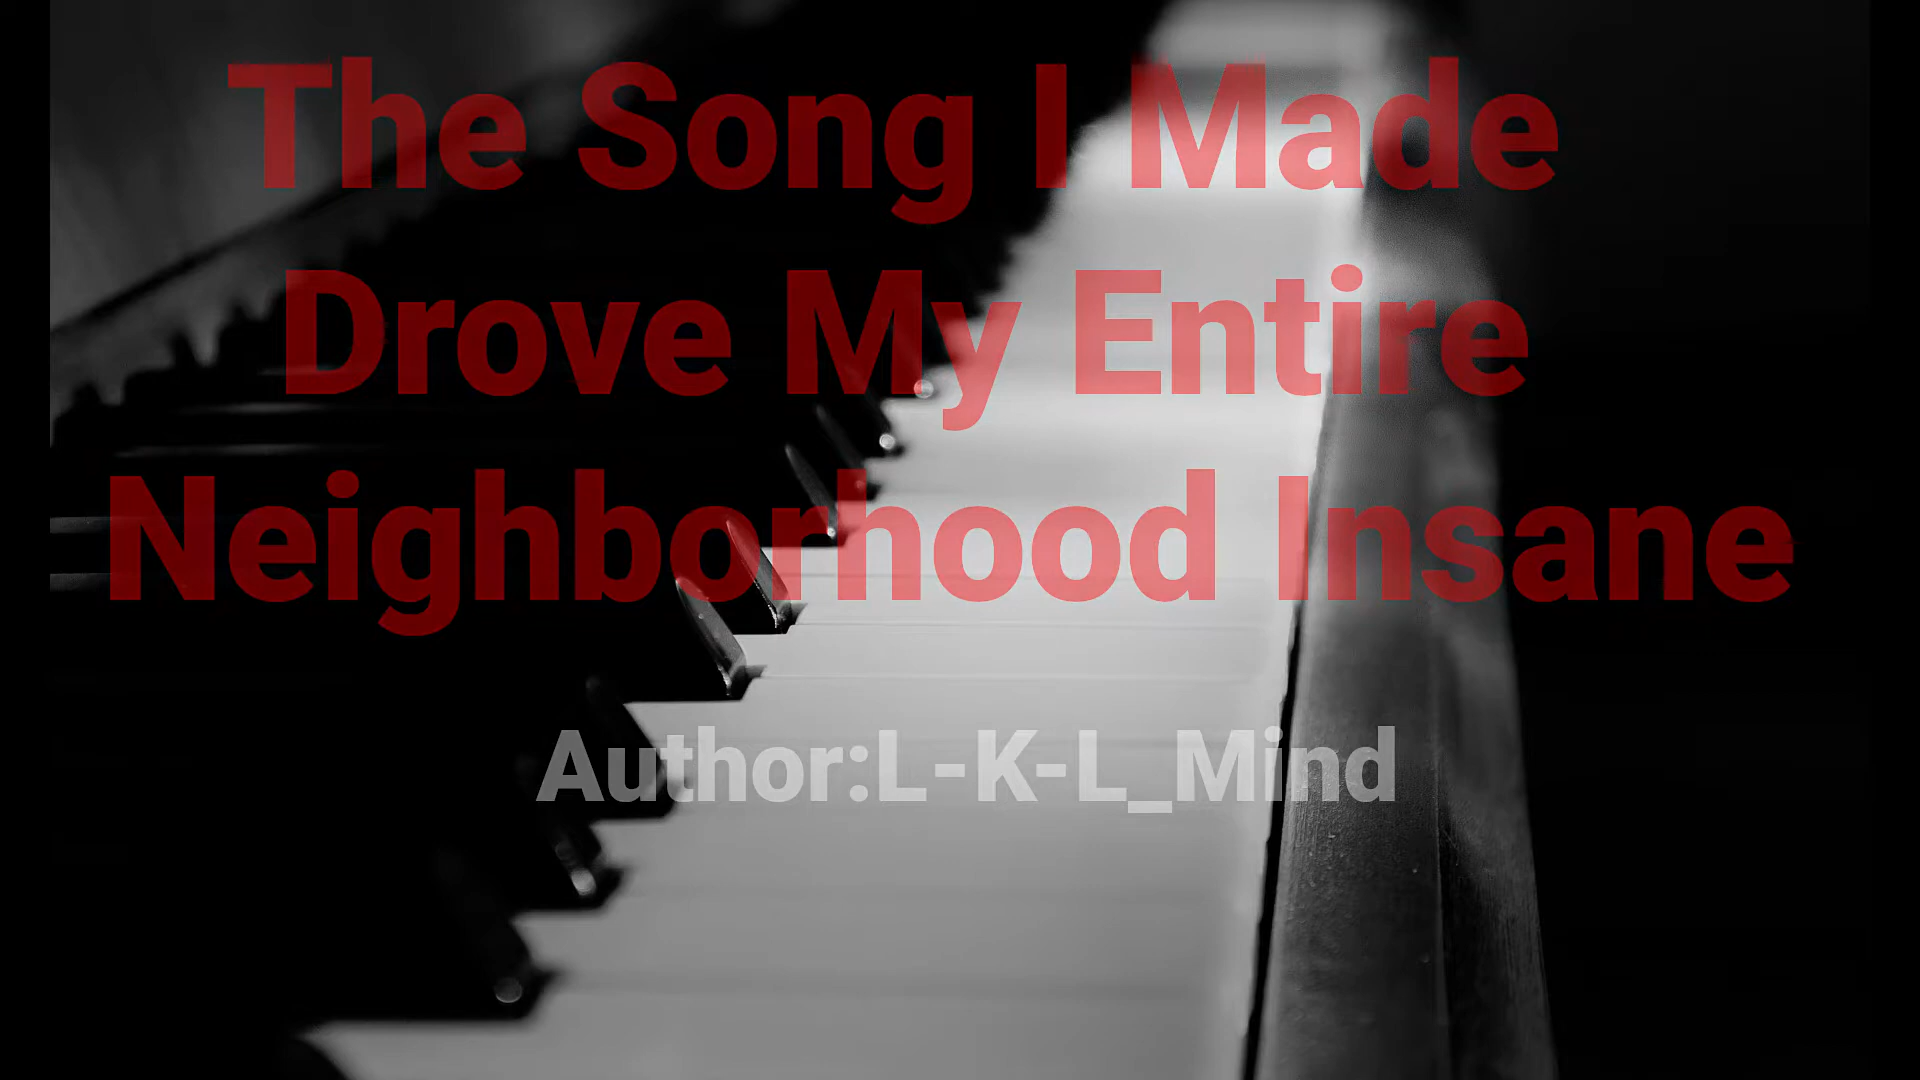 The Song I Made
Drove My Entire
Neighborhood Insane
Author:L-K-L_Mind